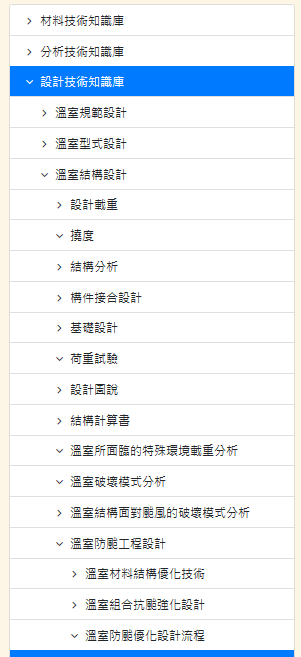 材料技術知識庫
分析技術知識庫
設計技術知識庫
溫室規範設計
溫室型式設計
溫室結構設計
設計載重
撓度
結構分析
構件接合設計
基礎設計
荷重試驗
設計圖說
結構計算書
溫室所面臨的特殊環境載重分析
溫室破壞模式分析
溫室結構面對颱風的破壞模式分析
溫室防颱工程設計
溫室材料結構優化技術
溫室組合抗颱強化設計
溫室防颱優化設計流程